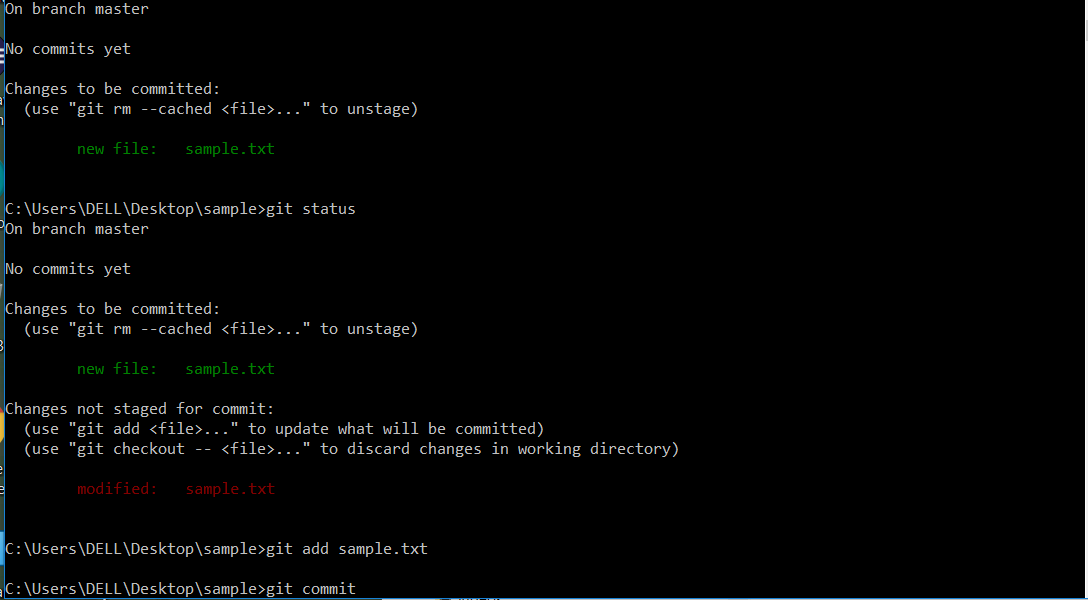 On branch master
No commits yet
Changes to be committed:
(use "git rm --cached <file>..." to unstage)
new file: sample.txt
C:\Users\DELL\Desktop\sample>git status
On branch master
No commits yet
Changes to be committed:
(use "git rm --cached <file>..." to unstage)
new file: sample.txt
Changes not staged for commit:
(use "git add <file>..." to update what will be committed)
(use "git checkout -- <file>..." to discard changes in working directory)
modified: sample.txt
C:\Users\DELL\Desktop\sample>git add sample.txt
C:\Users\DELL\Desktop\sample>git commit